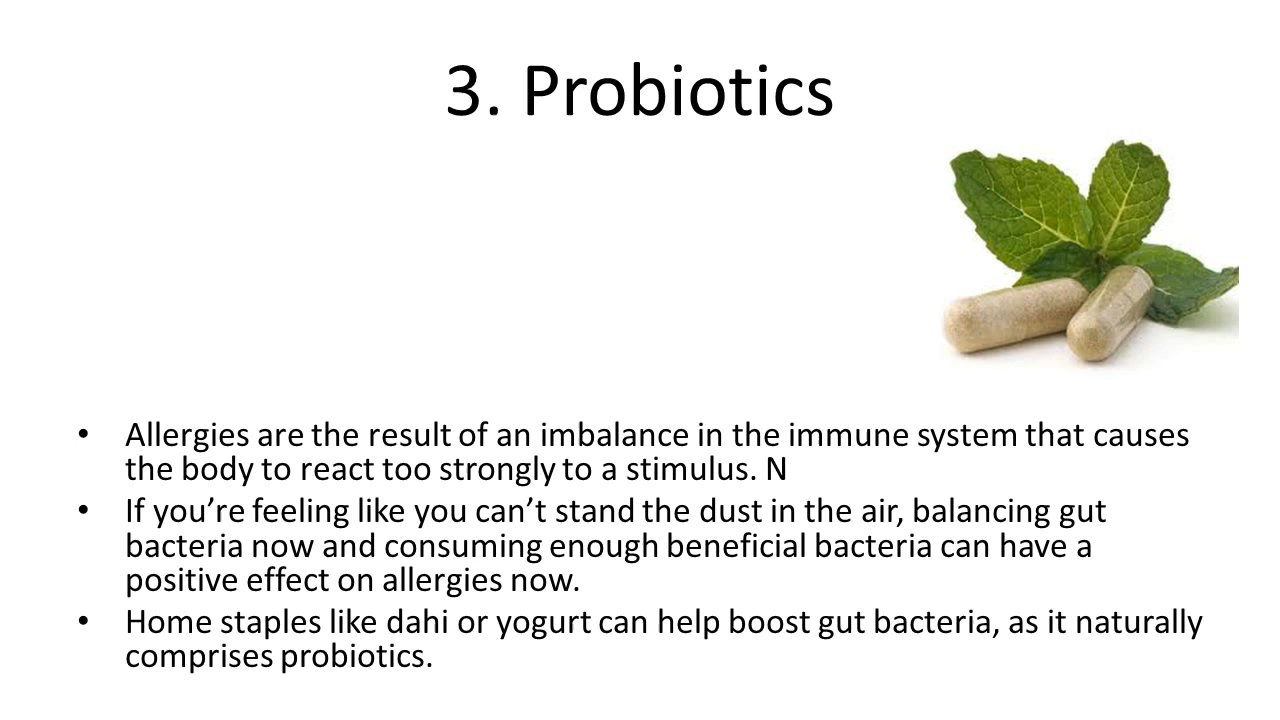 3. Probiotics
• Allergies are the result of an imbalance in the immune system that causes
the body to react too strongly to a stimulus. N
• If you’re feeling like you can’t stand the dust in the air, balancing gut
bacteria now and consuming enough beneficial bacteria can have a
positive effect on allergies now.
• Home staples like dahi or yogurt can help boost gut bacteria, as it naturally
comprises probiotics.